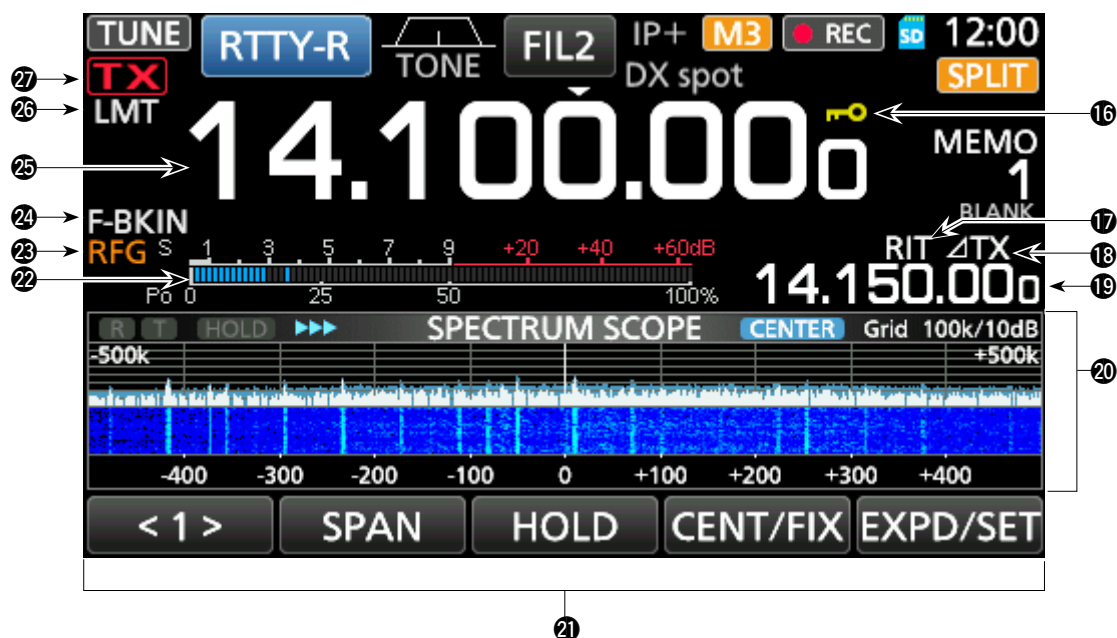 TUNE RTTY-R TONE FIL2 IP+ M3 REC SD 12:00
DX spot SPLIT
27 TX
26 LMT
16
25 14.100.000
MEMO
1
BLANK
24 F-BKIN
17
23 RFG S 1 3 5 7 9 +20 +40 +60dB
RIT ⊿TX 18
22
14.150.000 19
Po 0 25 50 100%
R T HOLD SPECTRUM SCOPE CENTER Grid 100k/10dB
-500k +500k
20
-400 -300 -200 -100 0 +100 +200 +300 +400
< 1 > SPAN HOLD CENT/FIX EXPD/SET
21